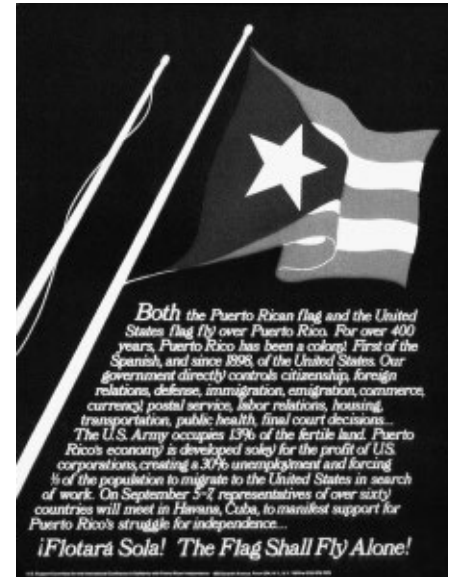 Both the Puerto Rican flag and the United
States flag fly over Puerto Rico. For over 400
years, Puerto Rico has been a colony! First of the
Spanish, and since 1898, of the United States. Our
government directly controls citizenship, foreign
relations, defense, immigration, emigration, commerce,
currency, postal service, labor relations, housing,
transportation, public health, final court decisions...
The U.S. Army occupies 13% of the fertile land. Puerto
Rico's economy is developed soley for the profit of U.S.
corporations, creating a 30% unemployment and forcing
⅓ of the population to migrate to the United States in search
of work. On September 5-7, representatives of over sixty
countries will meet in Havana, Cuba, to manifest support for
Puerto Rico's struggle for independence...
¡Flotará Sola! The Flag Shall Fly Alone!